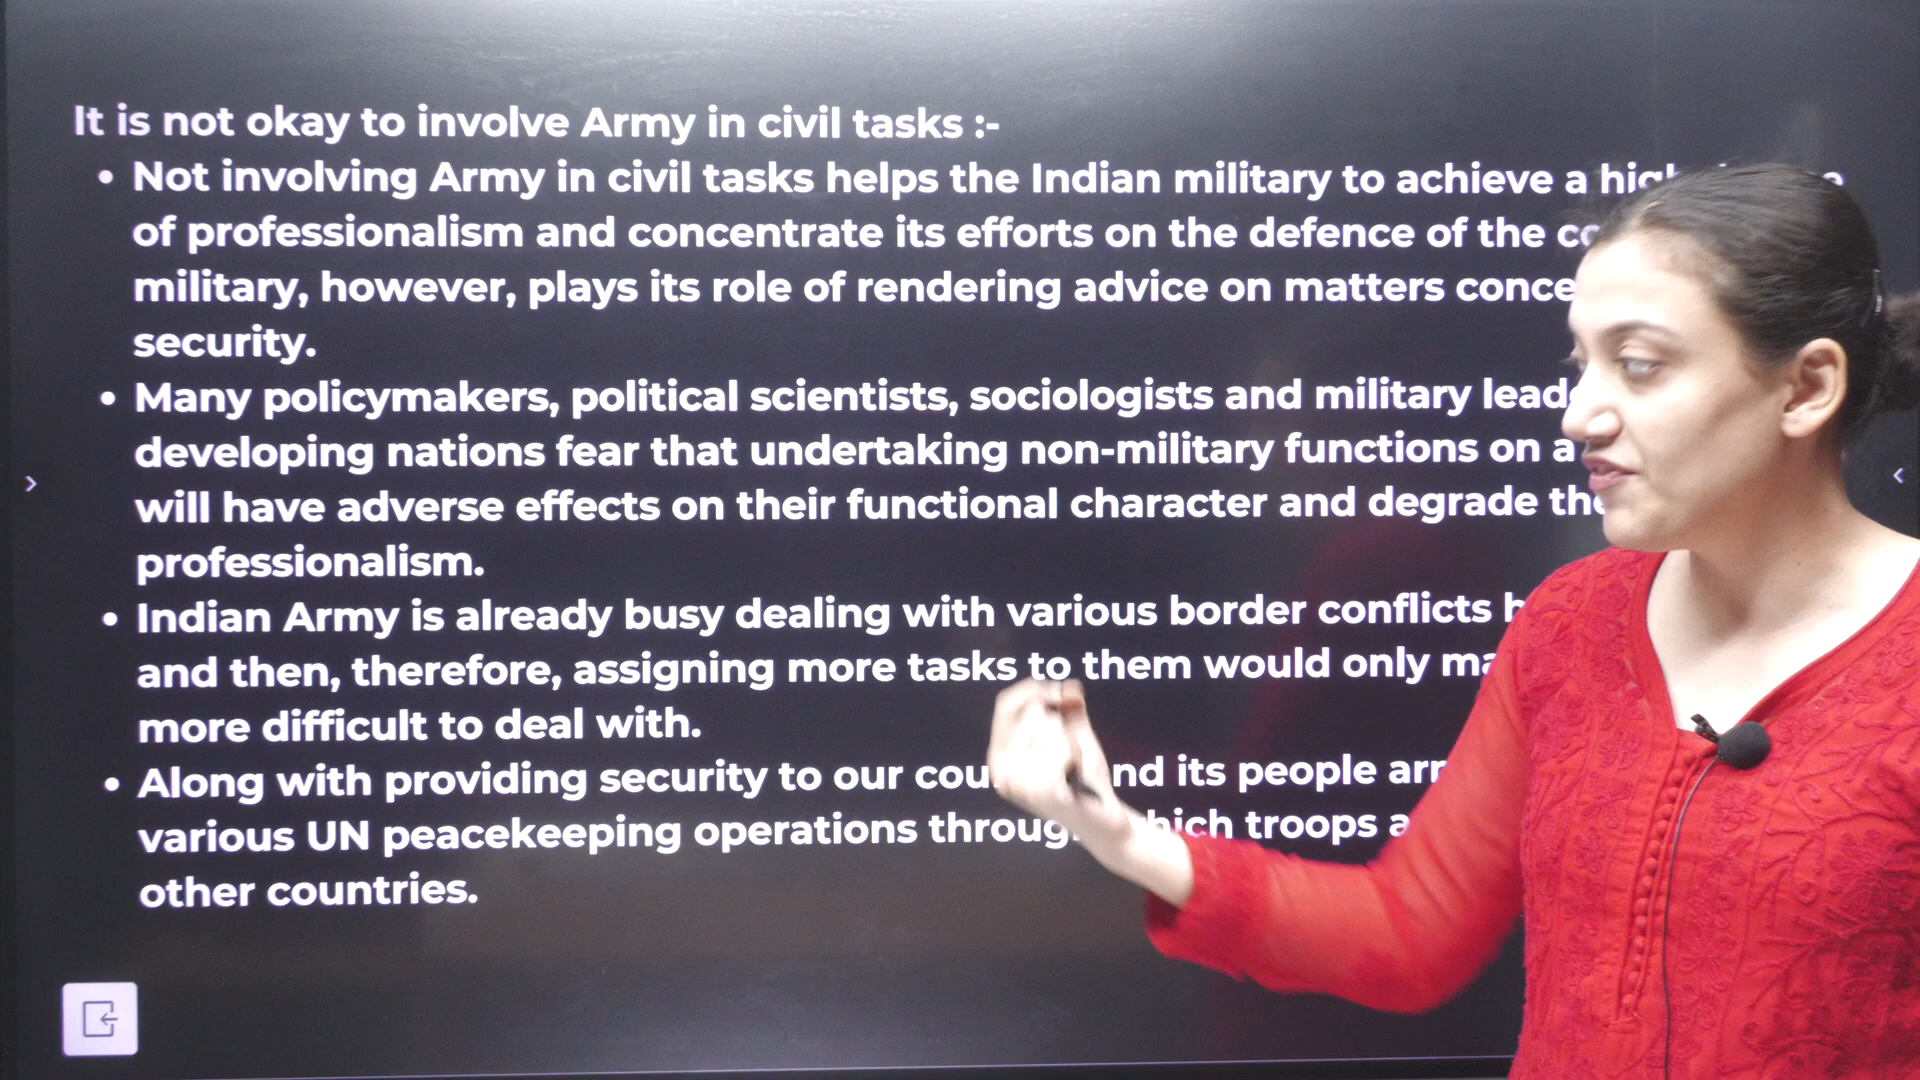 It is not okay to involve Army in civil tasks :-
• Not involving Army in civil tasks helps the Indian military to achieve a
of professionalism and concentrate its efforts on the defence of the
military, however, plays its role of rendering advice on matters
security.
• Many policymakers, political scientists, sociologists and military
developing nations fear that undertaking non-military functions on a
will have adverse effects on their functional character and degrade
professionalism.
• Indian Army is already busy dealing with various border conflicts
and then, therefore, assigning more tasks to them would only
more difficult to deal with.
• Along with providing security to our its people
various UN peacekeeping operations troops
other countries.